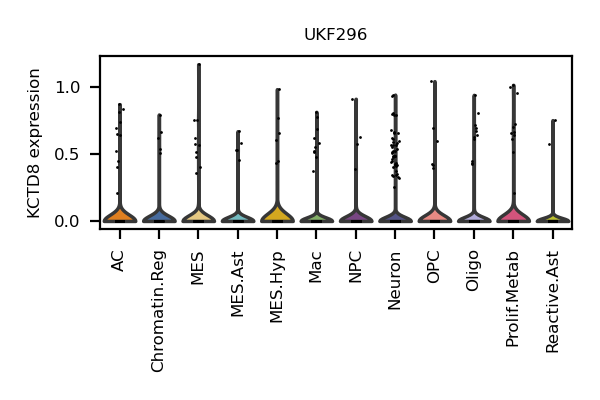 UKF296
KCTD8 expression
1.0
0.5
0.0
AC
Chromatin.Reg
MES
MES.Ast
MES.Hyp
Mac
NPC
Neuron
OPC
Oligo
Prolif.Metab
Reactive.Ast